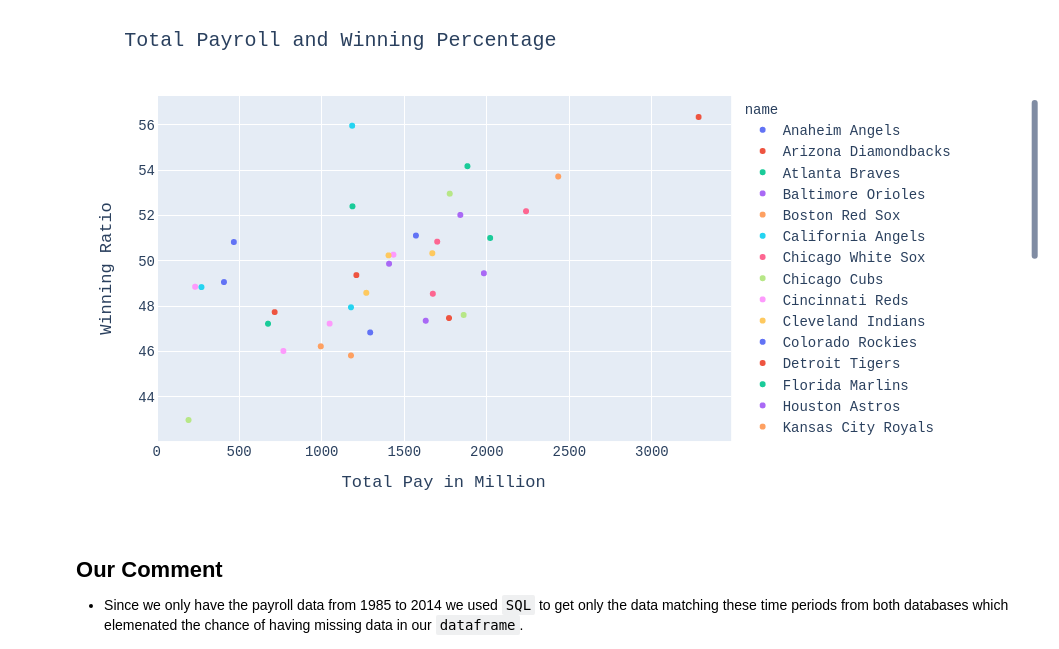 Total Payroll and Winning Percentage
name
Anaheim Angels
Arizona Diamondbacks
Atlanta Braves
Baltimore Orioles
Boston Red Sox
California Angels
Chicago White Sox
Chicago Cubs
Cincinnati Reds
Cleveland Indians
Colorado Rockies
Detroit Tigers
Florida Marlins
Houston Astros
Kansas City Royals
Winning Ratio
56
54
52
50
48
46
44
0 500 1000 1500 2000 2500 3000
Total Pay in Million
Our Comment
• Since we only have the payroll data from 1985 to 2014 we used SQL to get only the data matching these time periods from both databases which
elemenated the chance of having missing data in our dataframe.